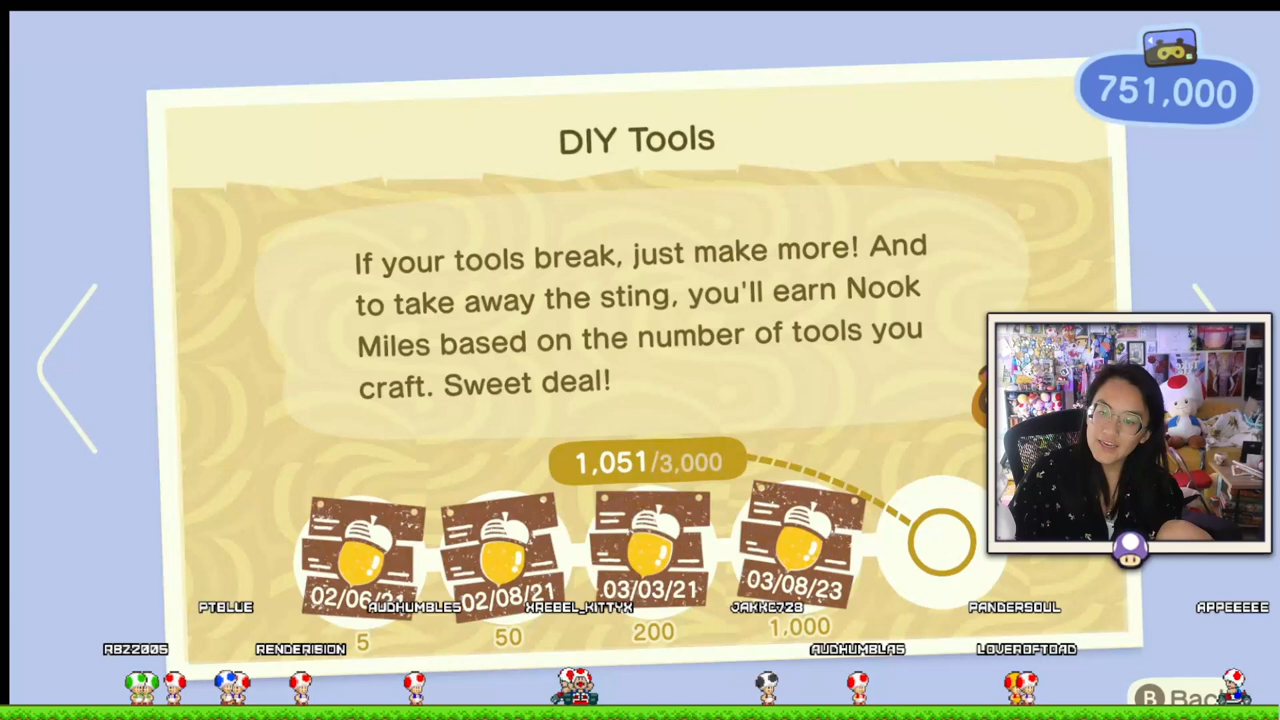 751,000
DIY Tools
If your tools break, just make more! And
to take away the sting, you'll earn Nook
Miles based on the number of tools you
craft. Sweet deal!
1,051/3,000
02/08/21
03/03/21
03/08/23
PTBLUE
AUDHUMBLES
XREBEL_KITTYX
JAKKC728
PANDERSOUL
APPEEEEE
5
50
200
1,000
RBZ2005
RENDERISION
AUDHUMBLAS
LOVEROFTOAD
B